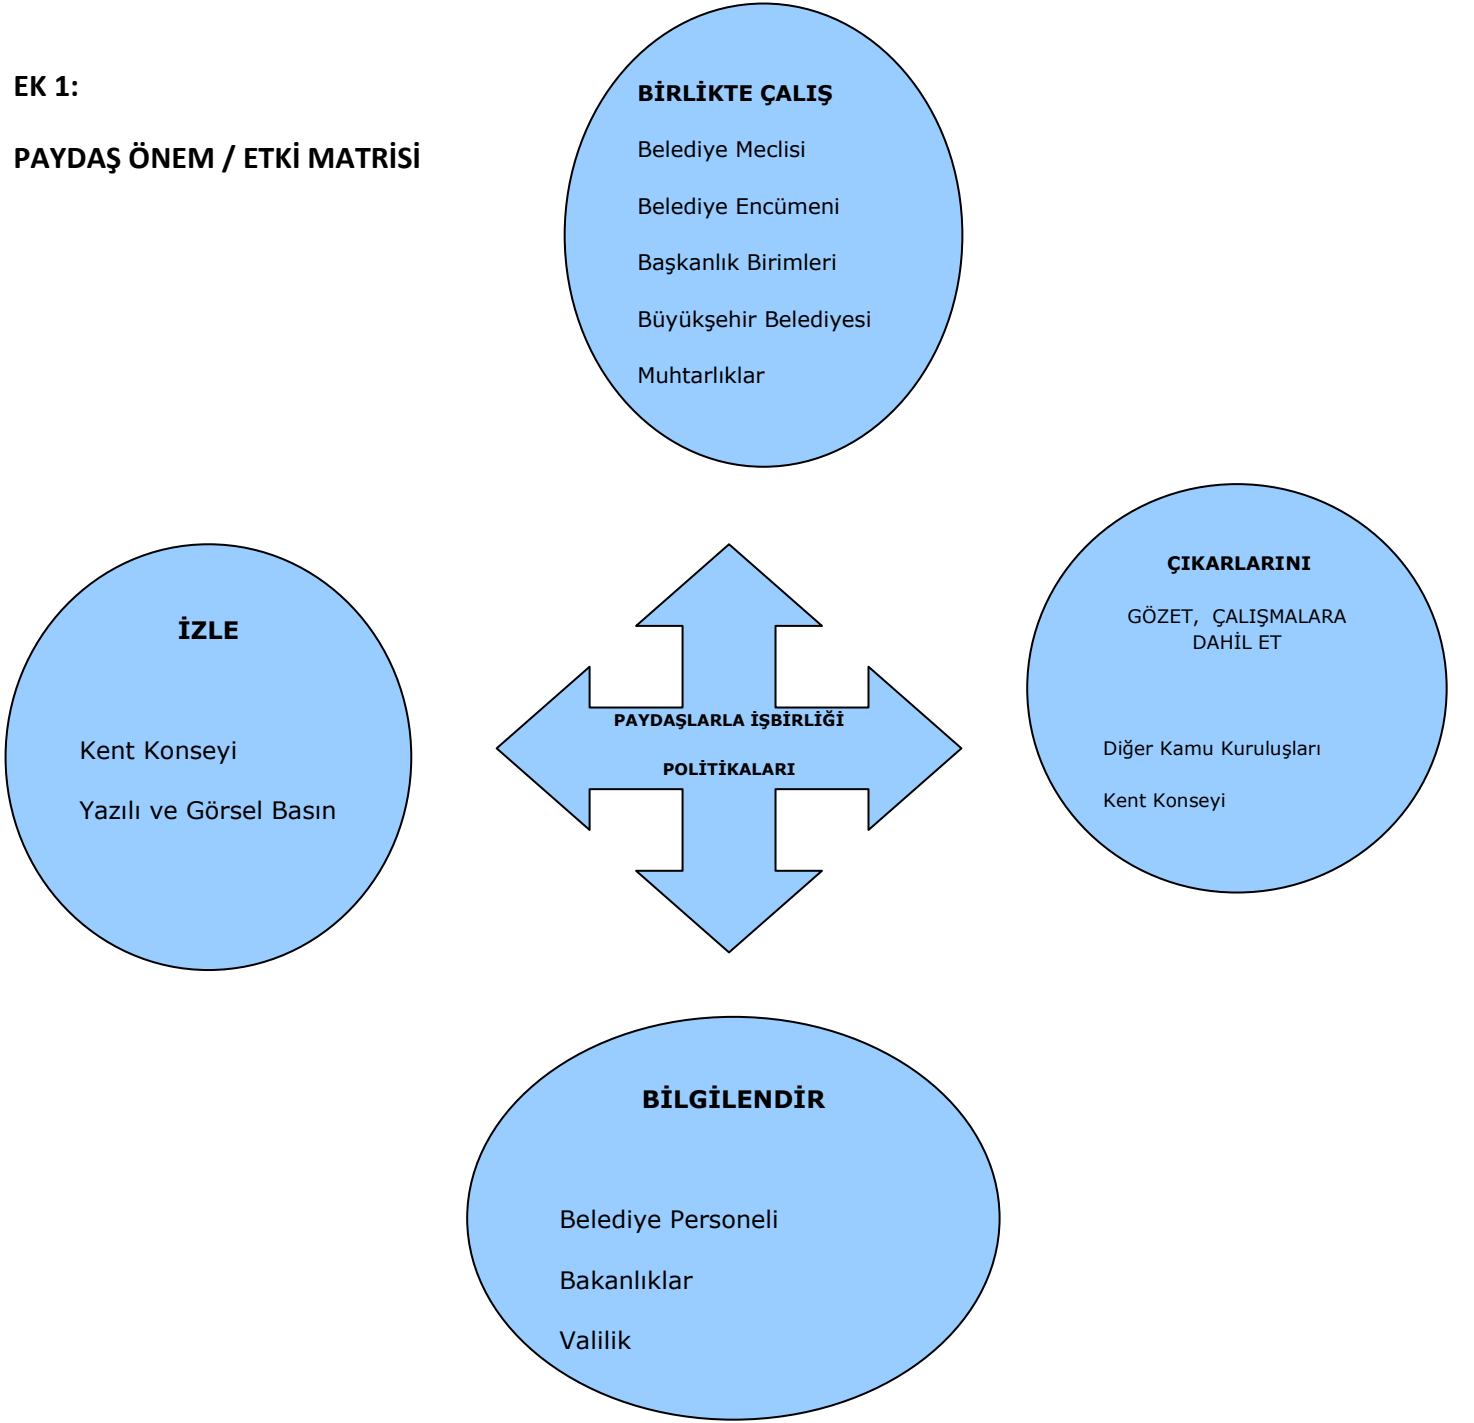 EK 1:
PAYDAŞ ÖNEM / ETKİ MATRİSİ
BİRLİKTE ÇALIŞ
Belediye Meclisi
Belediye Encümeni
Başkanlık Birimleri
Büyükşehir Belediyesi
Muhtarlıklar
İZLE
Kent Konseyi
Yazılı ve Görsel Basın
PAYDAŞLARLA İŞBİRLİĞİ
POLİTİKALARI
ÇIKARLARINI
GÖZET, ÇALIŞMALARA
DAHİL ET
Diğer Kamu Kuruluşları
Kent Konseyi
BİLGİLENDİR
Belediye Personeli
Bakanlıklar
Valilik